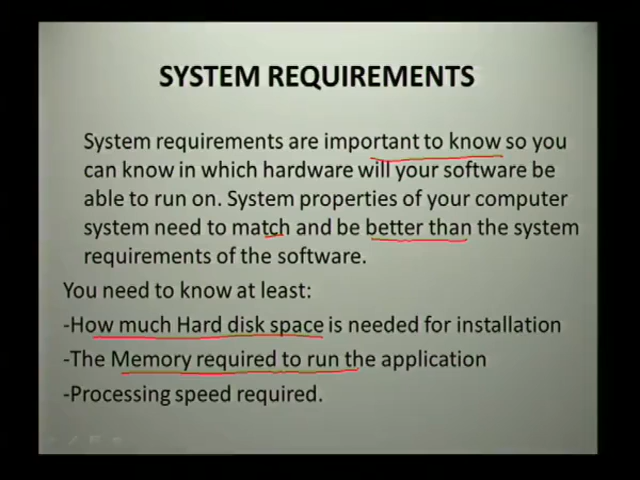 SYSTEM REQUIREMENTS
System requirements are important to know so you
can know in which hardware will your software be
able to run on. System properties of your computer
system need to match and be better than the system
requirements of the software.
You need to know at least:
-How much Hard disk space is needed for installation
-The Memory required to run the application
-Processing speed required.